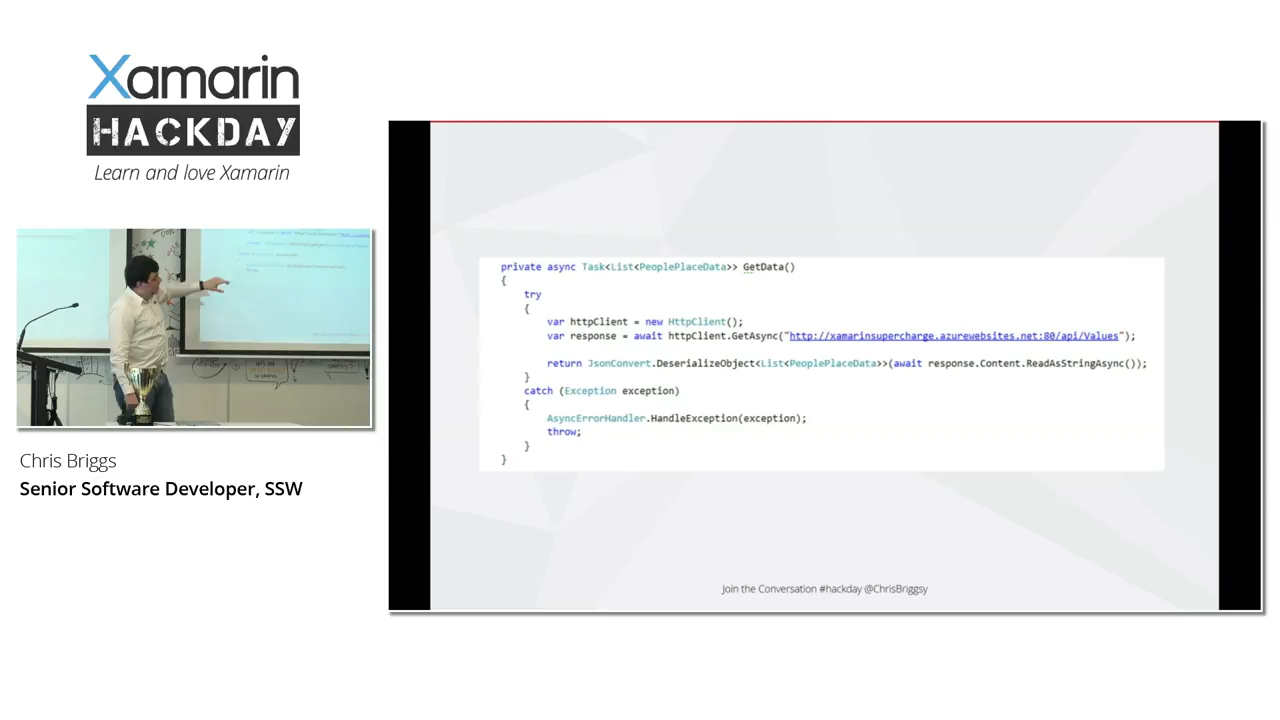 Xamarin
HACKDAY
Learn and love Xamarin
Chris Briggs
Senior Software Developer, SSW
private async Task<List<PeoplePlaceData>> GetData()
{
try
{
var httpClient = new HttpClient();
var response = await httpClient.GetAsync("http://xamarinsupercharge.azurewebsites.net:80/api/Values");
return JsonConvert.DeserializeObject<List<PeoplePlaceData>>(await response.Content.ReadAsStringAsync());
}
catch (Exception exception)
{
AsyncErrorHandler.HandleException(exception);
throw;
}
}
Join the Conversation #hackday @ChrisBriggsy